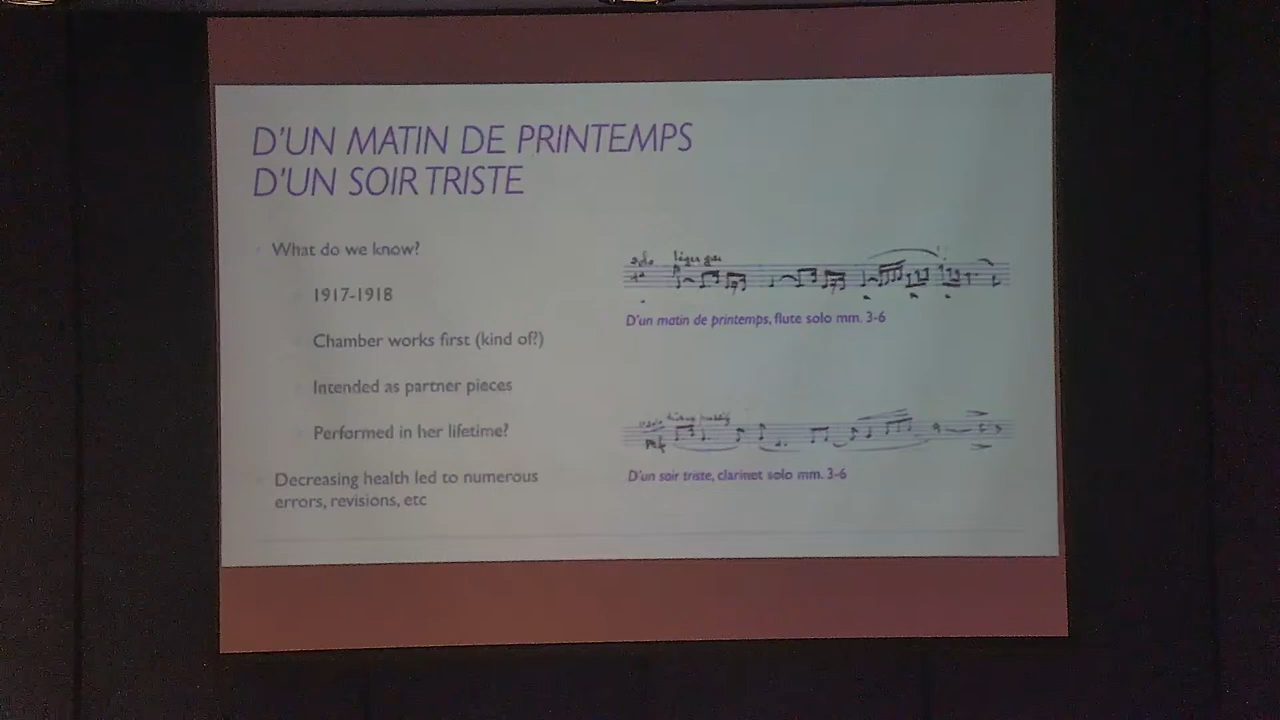 D'UN MATIN DE PRINTEMPS
D'UN SOIR TRISTE
What do we know?
1917-1918
Chamber works first (kind of?)
Intended as partner pieces
Performed in her lifetime?
Decreasing health led to numerous
errors, revisions, etc
solo
D'un matin de printemps, flute solo mm. 3-6
D'un soir triste, clarinet solo mm. 3-6